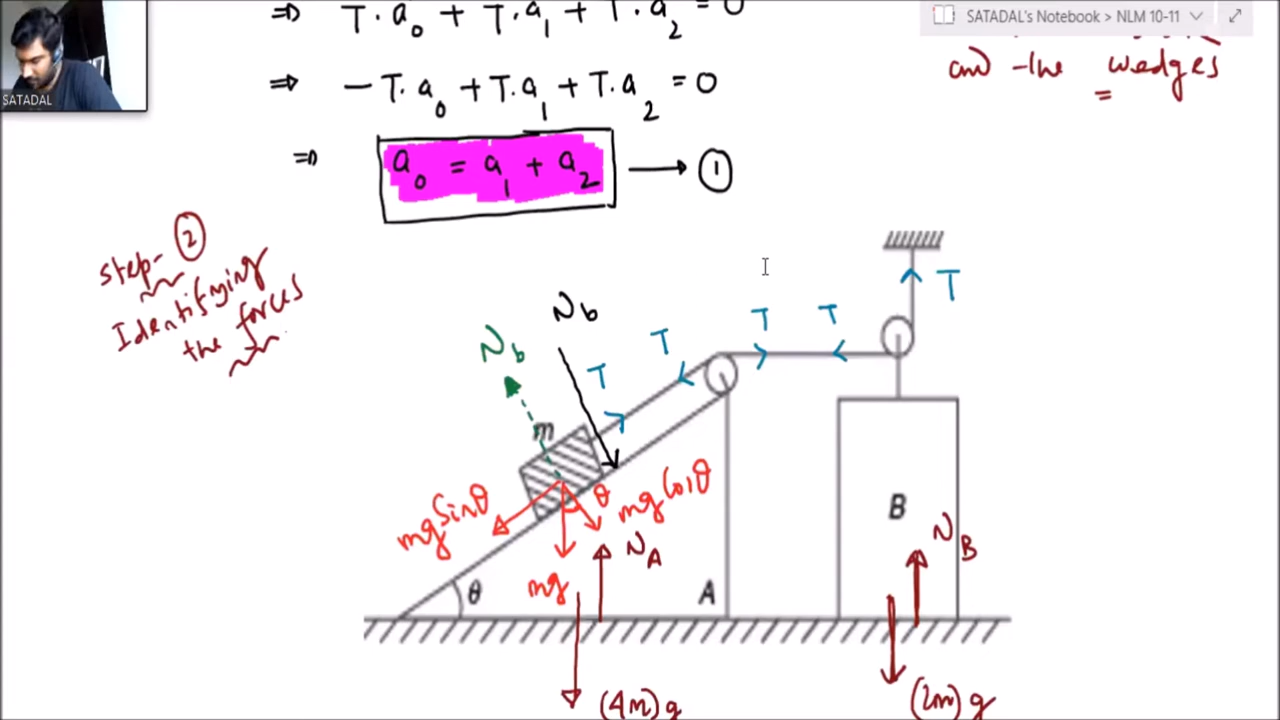 ⇒ T·a₀ + T·a₁ + T·a₂ = 0
SATADAL's Notebook > NLM 10-11
and the wedges
⇒ -T·a₀ + T·a₁ + T·a₂ = 0
SATADAL
⇒ a₀ = a₁ + a₂ → ①
step- ②
Identifying
the forces
T
N_b
T T
N_b T
T
m
mg sinθ θ mg cosθ
B
N_A N_B
θ mg A
(4m)g (2m)g